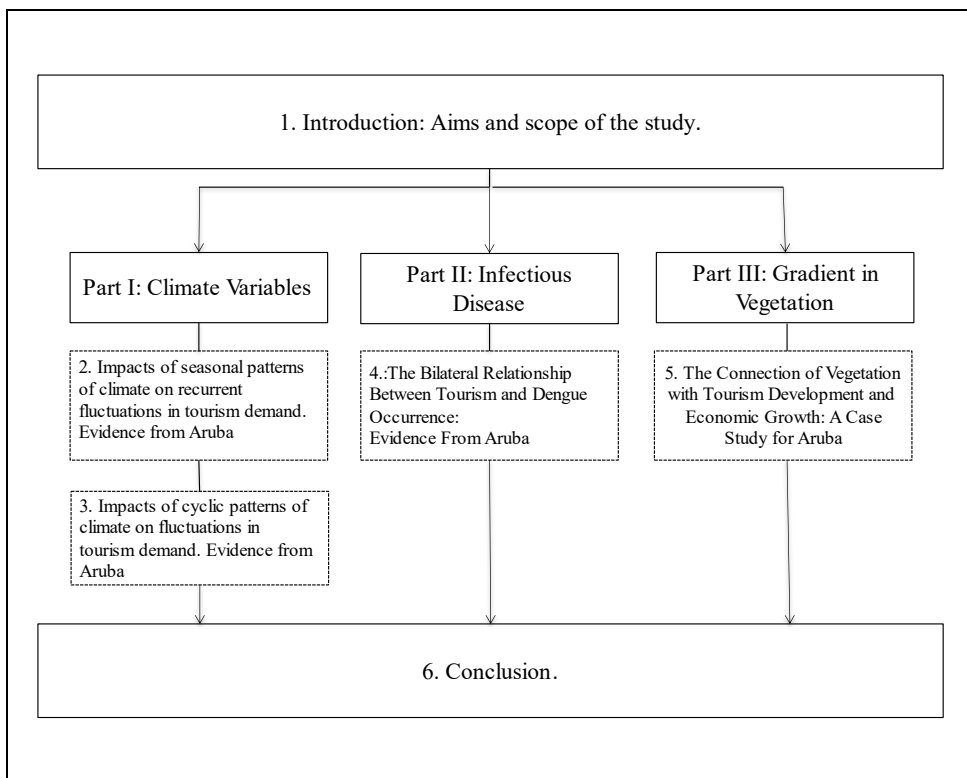 1. Introduction: Aims and scope of the study.
Part I: Climate Variables
Part II: Infectious
Disease
Part III: Gradient in
Vegetation
2. Impacts of seasonal patterns
of climate on recurrent
fluctuations in tourism demand.
Evidence from Aruba
4.:The Bilateral Relationship
Between Tourism and Dengue
Occurrence:
Evidence From Aruba
5. The Connection of Vegetation
with Tourism Development and
Economic Growth: A Case
Study for Aruba
3. Impacts of cyclic patterns of
climate on fluctuations in
tourism demand. Evidence from
Aruba
6. Conclusion.